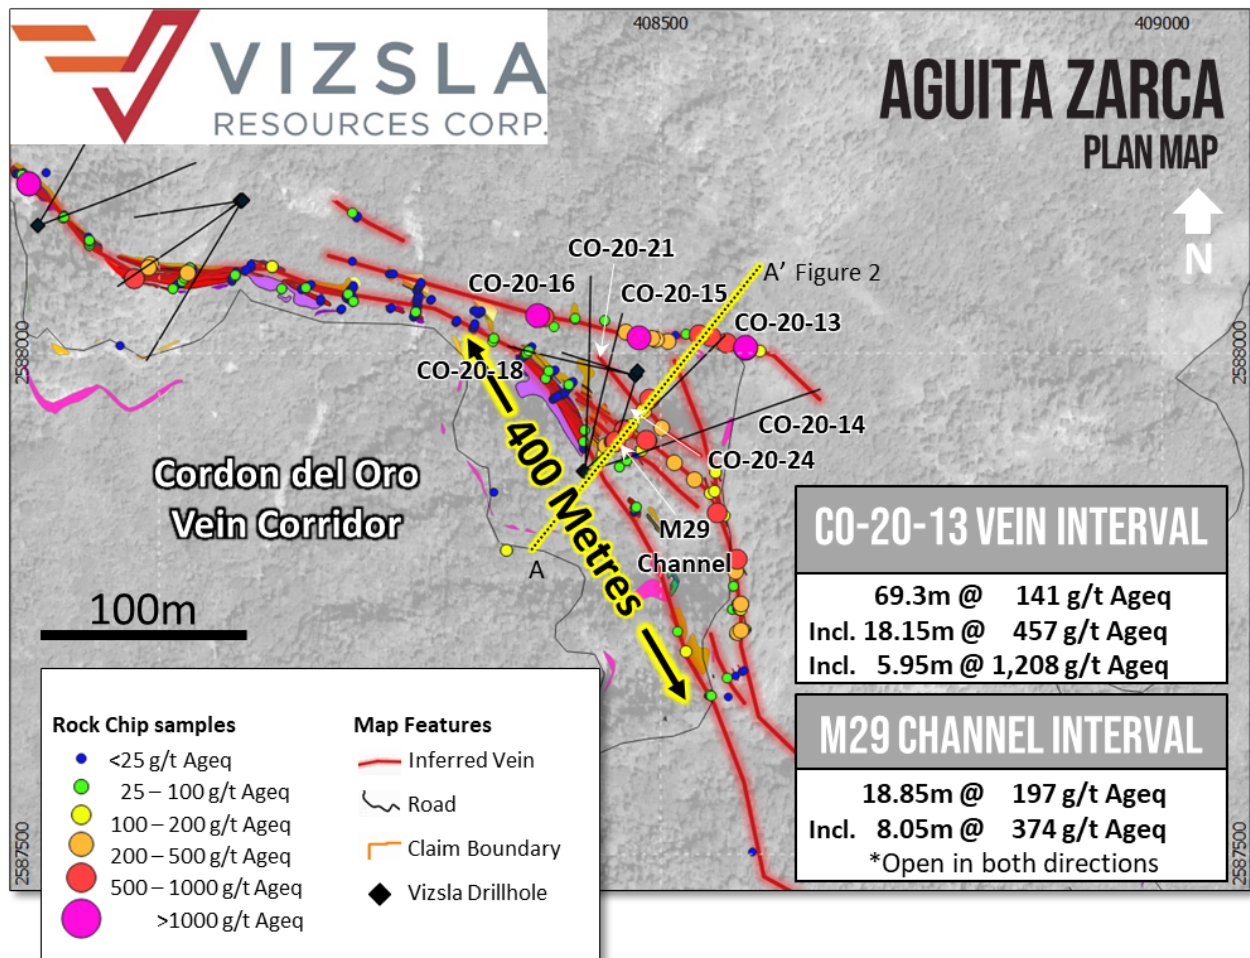 408500
409000
VIZSLA
RESOURCES CORP.
AGUITA ZARCA
PLAN MAP
N
CO-20-21
A' Figure 2
CO-20-16
CO-20-15
CO-20-13
2588000
2588000
CO-20-18
CO-20-14
CO-20-24
400 Metres
Cordon del Oro
Vein Corridor
M29
Channel
A
100m
CO-20-13 VEIN INTERVAL
69.3m @ 141 g/t Ageq
Incl. 18.15m @ 457 g/t Ageq
Incl. 5.95m @ 1,208 g/t Ageq
M29 CHANNEL INTERVAL
18.85m @ 197 g/t Ageq
Incl. 8.05m @ 374 g/t Ageq
*Open in both directions
2587500
2587500
Rock Chip samples
<25 g/t Ageq
25 – 100 g/t Ageq
100 – 200 g/t Ageq
200 – 500 g/t Ageq
500 – 1000 g/t Ageq
>1000 g/t Ageq
Map Features
Inferred Vein
Road
Claim Boundary
Vizsla Drillhole